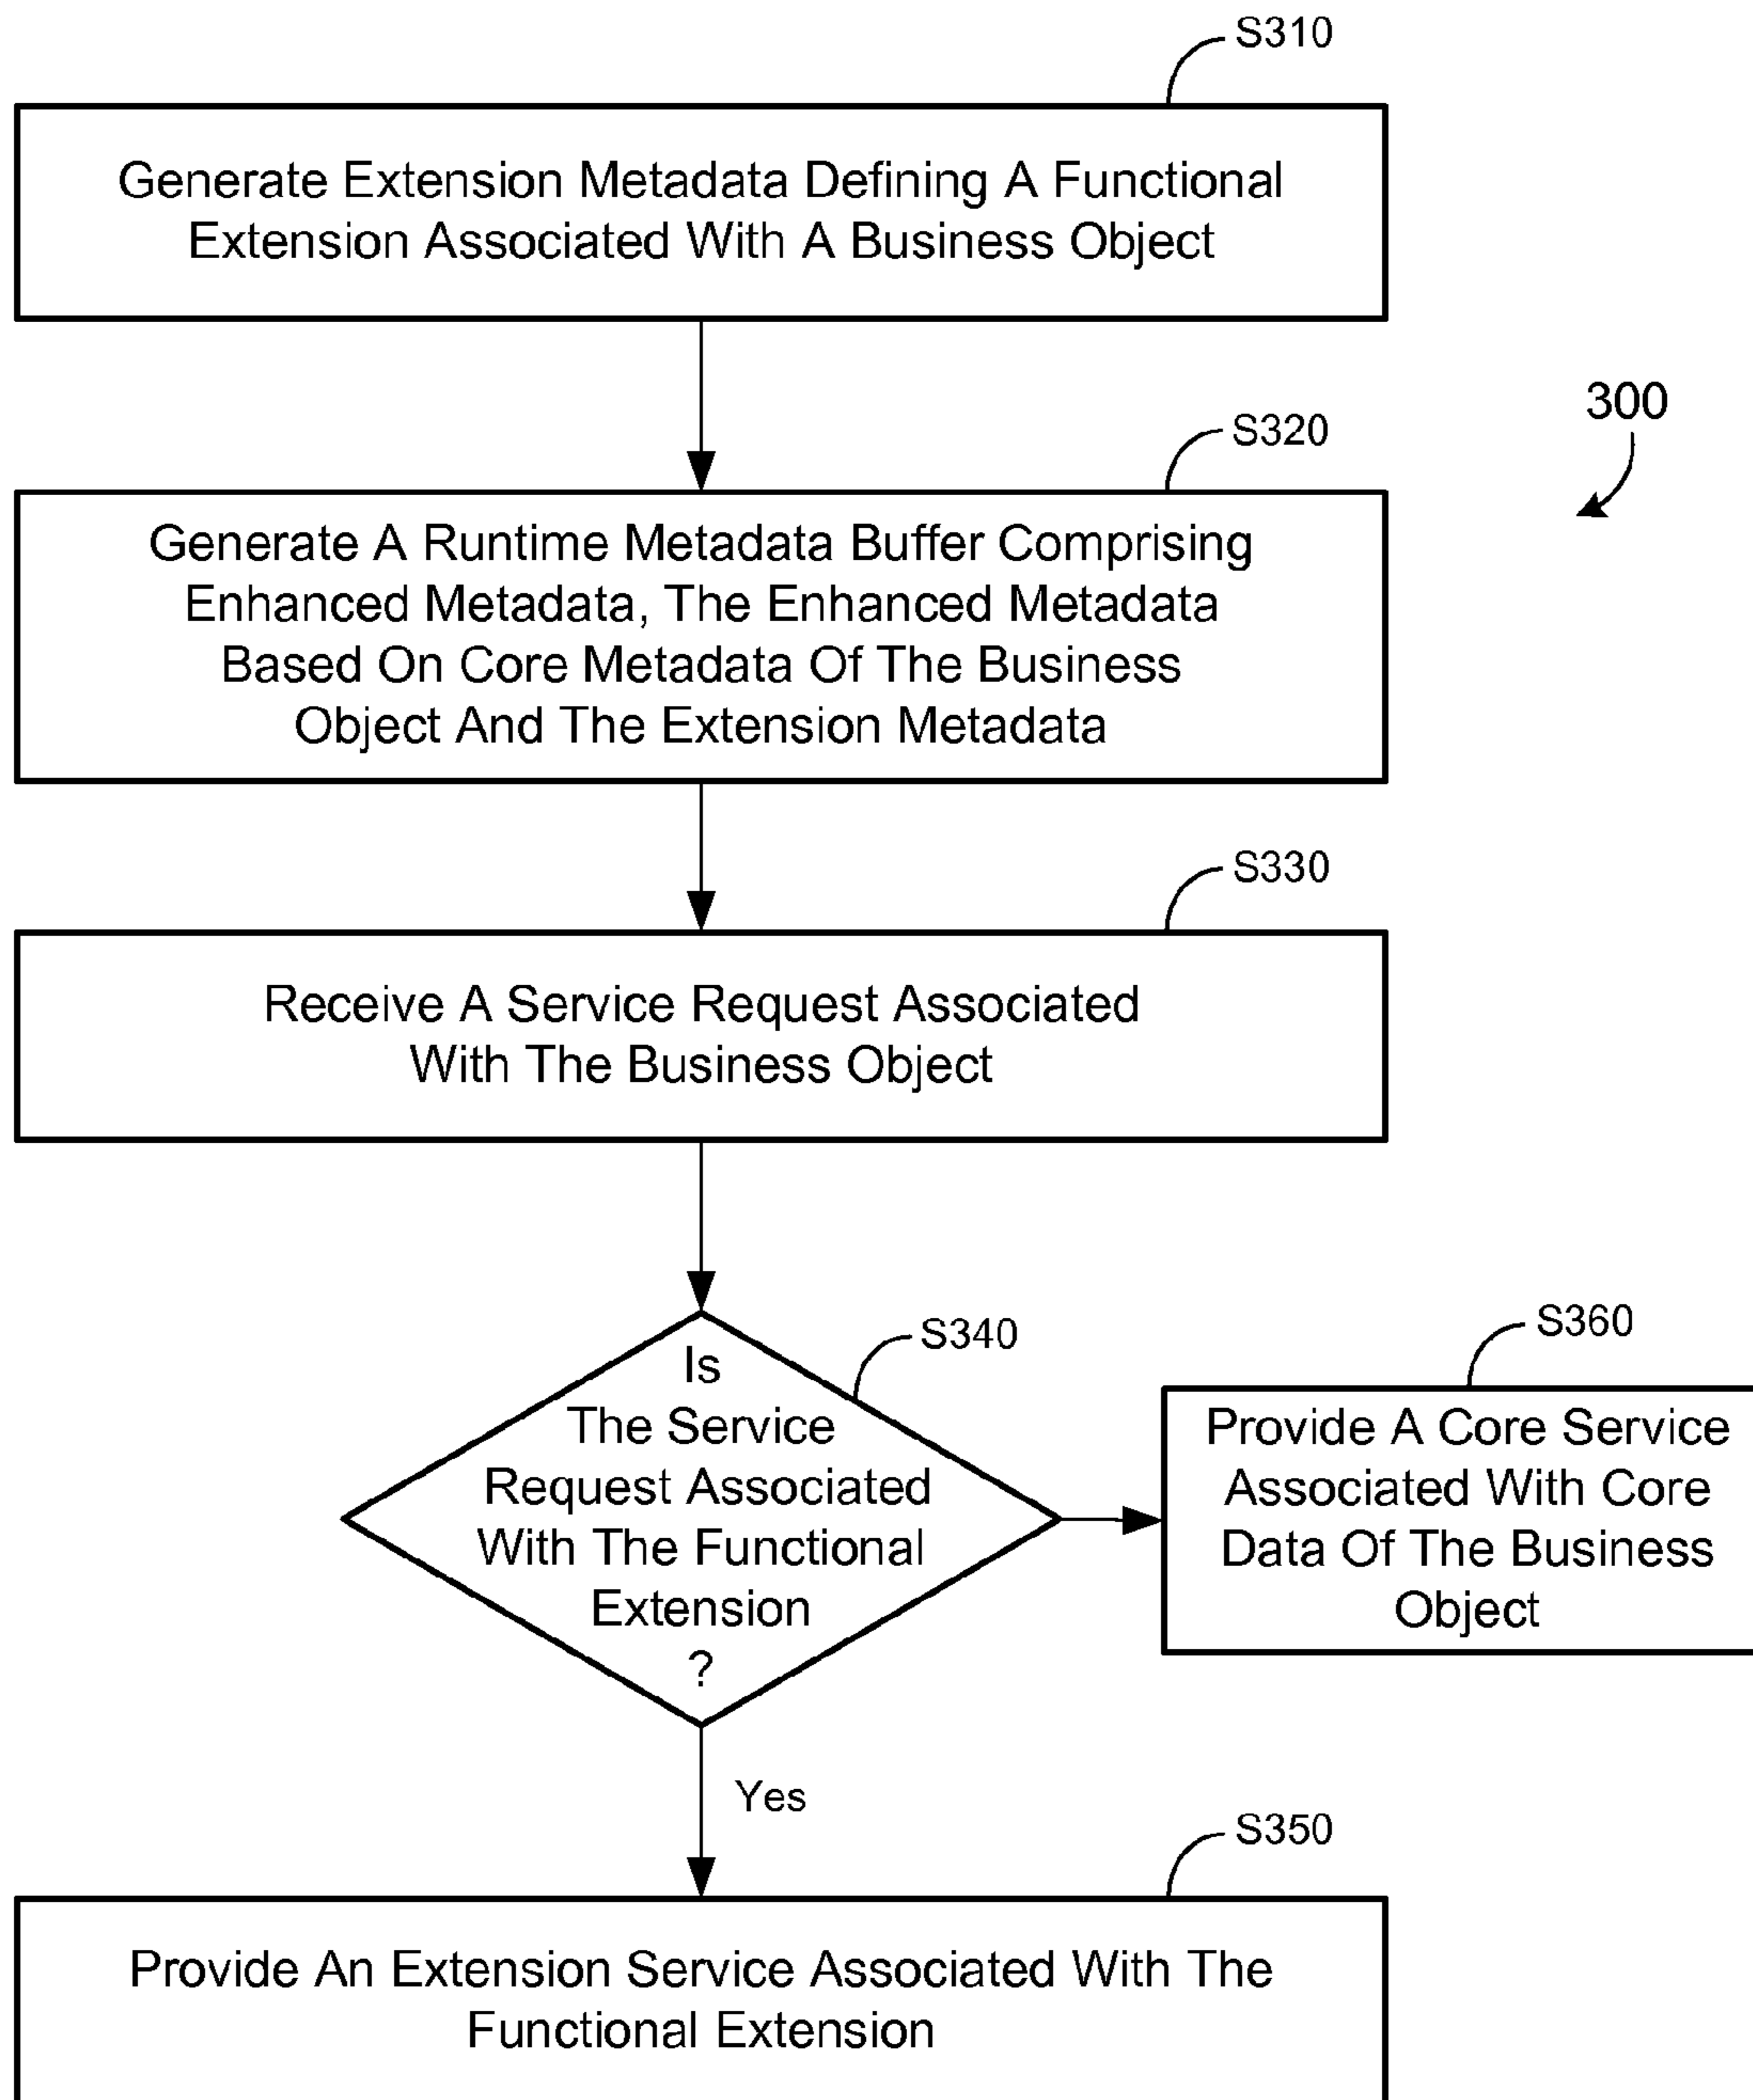 S310
Generate Extension Metadata Defining A Functional
Extension Associated With A Business Object
300
S320
Generate A Runtime Metadata Buffer Comprising
Enhanced Metadata, The Enhanced Metadata
Based On Core Metadata Of The Business
Object And The Extension Metadata
S330
Receive A Service Request Associated
With The Business Object
S340
Is
The Service
Request Associated
With The Functional
Extension
?
S360
Provide A Core Service
Associated With Core
Data Of The Business
Object
Yes
S350
Provide An Extension Service Associated With The
Functional Extension